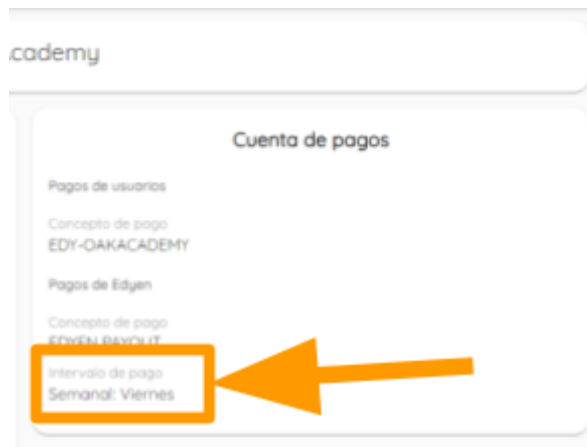 cademy
Cuenta de pagos
Pagos de usuarios
Concepto de pago
EDY-OAKACADEMY
Pagos de Edyen
Concepto de pago
EDYEN PAYOUT
Intervalo de pago
Semanal: Viernes